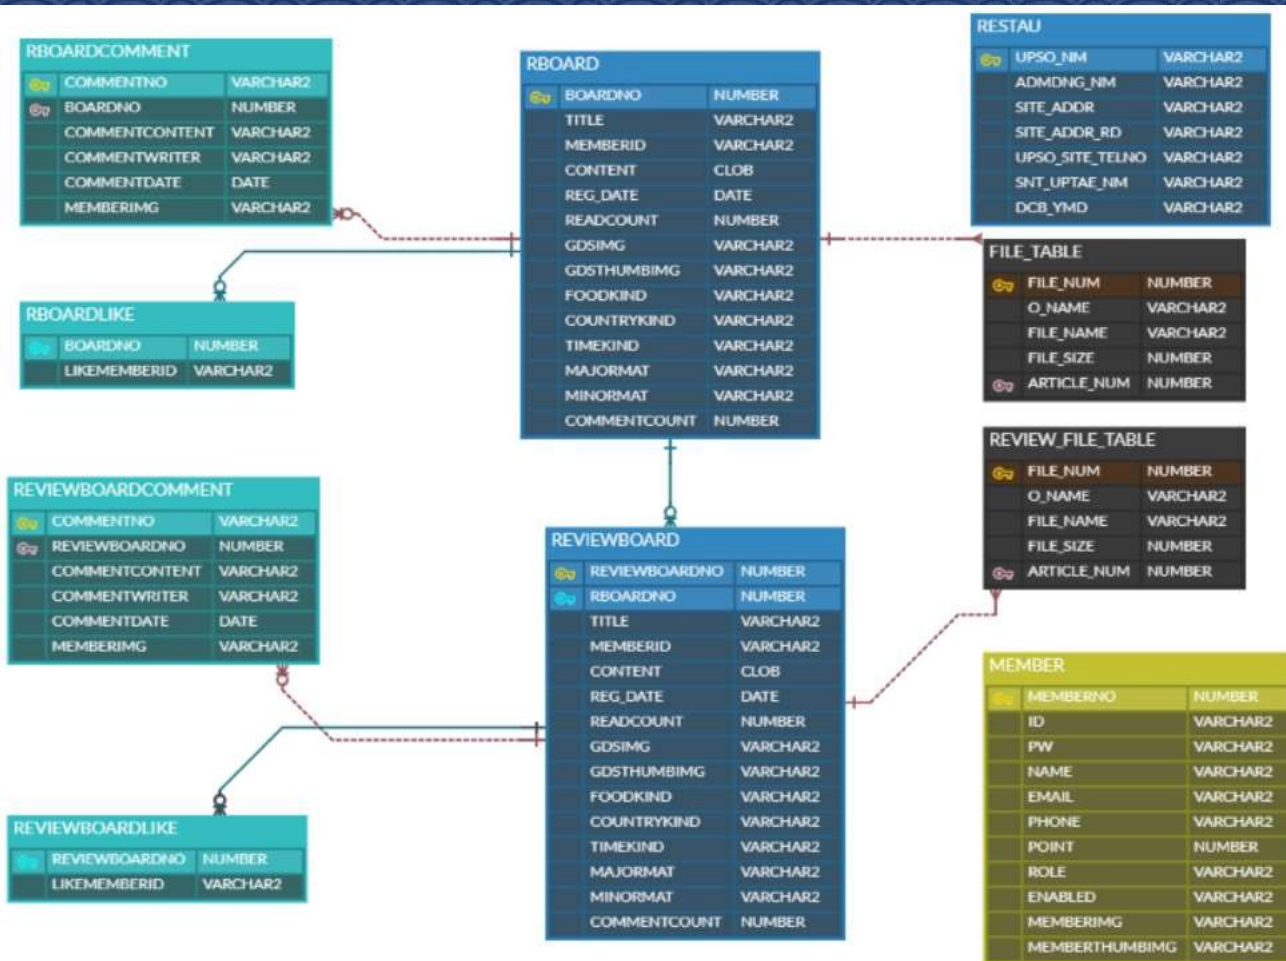 RBOARDCOMMENT
COMMENTNO VARCHAR2
BOARDNO NUMBER
COMMENTCONTENT VARCHAR2
COMMENTWRITER VARCHAR2
COMMENTDATE DATE
MEMBERIMG VARCHAR2
RBOARDLIKE
BOARDNO NUMBER
LIKEMEMBERID VARCHAR2
RBOARD
BOARDNO NUMBER
TITLE VARCHAR2
MEMBERID VARCHAR2
CONTENT CLOB
REG_DATE DATE
READCOUNT NUMBER
GDSIMG VARCHAR2
GDSTHUMBIMG VARCHAR2
FOODKIND VARCHAR2
COUNTRYKIND VARCHAR2
TIMEKIND VARCHAR2
MAJORMAT VARCHAR2
MINORMAT VARCHAR2
COMMENTCOUNT NUMBER
RESTAU
UPSO_NM VARCHAR2
ADMDNG_NM VARCHAR2
SITE_ADDR VARCHAR2
SITE_ADDR_RD VARCHAR2
UPSO_SITE_TELNO VARCHAR2
SNT_UPTAE_NM VARCHAR2
DCB_YMD VARCHAR2
FILE_TABLE
FILE_NUM NUMBER
O_NAME VARCHAR2
FILE_NAME VARCHAR2
FILE_SIZE NUMBER
ARTICLE_NUM NUMBER
REVIEW_FILE_TABLE
FILE_NUM NUMBER
O_NAME VARCHAR2
FILE_NAME VARCHAR2
FILE_SIZE NUMBER
ARTICLE_NUM NUMBER
REVIEWBOARDCOMMENT
COMMENTNO VARCHAR2
REVIEWBOARDNO NUMBER
COMMENTCONTENT VARCHAR2
COMMENTWRITER VARCHAR2
COMMENTDATE DATE
MEMBERIMG VARCHAR2
REVIEWBOARDLIKE
REVIEWBOARDNO NUMBER
LIKEMEMBERID VARCHAR2
REVIEWBOARD
REVIEWBOARDNO NUMBER
RBOARDNO NUMBER
TITLE VARCHAR2
MEMBERID VARCHAR2
CONTENT CLOB
REG_DATE DATE
READCOUNT NUMBER
GDSIMG VARCHAR2
GDSTHUMBIMG VARCHAR2
FOODKIND VARCHAR2
COUNTRYKIND VARCHAR2
TIMEKIND VARCHAR2
MAJORMAT VARCHAR2
MINORMAT VARCHAR2
COMMENTCOUNT NUMBER
MEMBER
MEMBERNO NUMBER
ID VARCHAR2
PW VARCHAR2
NAME VARCHAR2
EMAIL VARCHAR2
PHONE VARCHAR2
POINT NUMBER
ROLE VARCHAR2
ENABLED VARCHAR2
MEMBERIMG VARCHAR2
MEMBERTHUMBIMG VARCHAR2